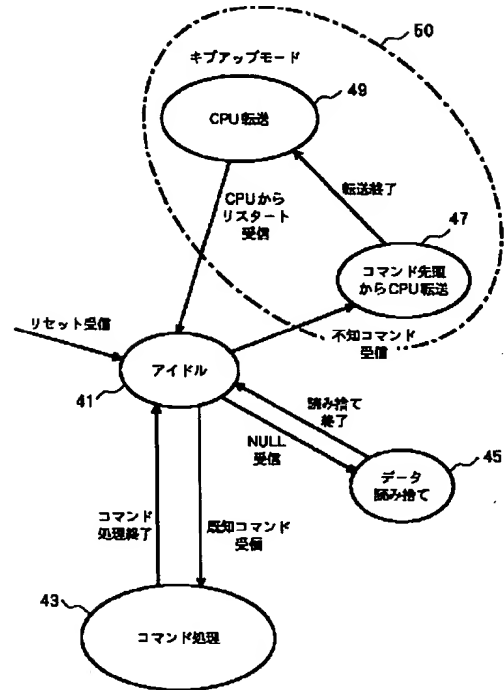 50
キブアップモード
49
CPU転送
転送終了
CPUから
リスタート
受信
47
コマンド先頭
からCPU転送
リセット受信
不知コマンド
受信
アイドル
41
読み捨て
終了
NULL
受信
45
データ
読み捨て
コマンド
処理終了
既知コマンド
受信
43
コマンド処理